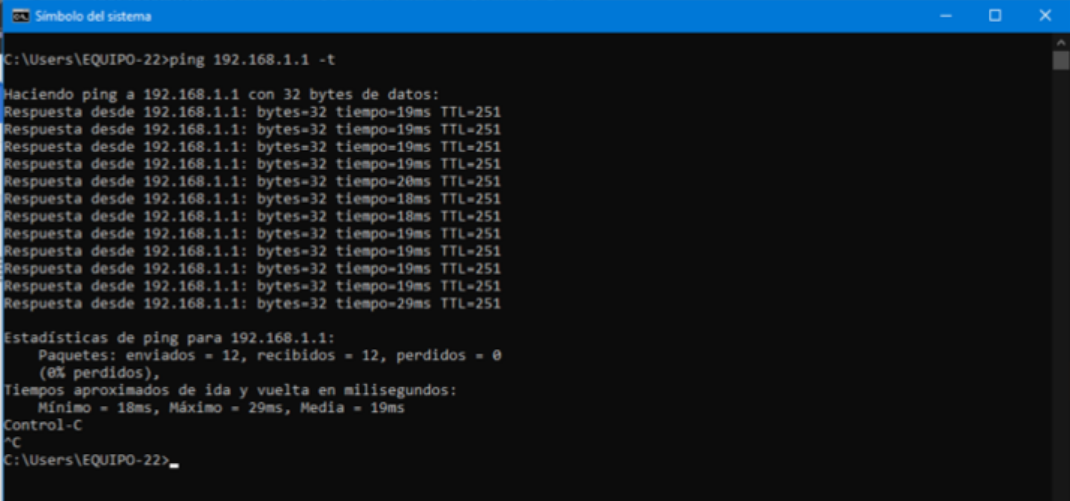 Símbolo del sistema
C:\Users\EQUIPO-22>ping 192.168.1.1 -t
Haciendo ping a 192.168.1.1 con 32 bytes de datos:
Respuesta desde 192.168.1.1: bytes=32 tiempo=19ms TTL=251
Respuesta desde 192.168.1.1: bytes=32 tiempo=19ms TTL=251
Respuesta desde 192.168.1.1: bytes=32 tiempo=19ms TTL=251
Respuesta desde 192.168.1.1: bytes=32 tiempo=19ms TTL=251
Respuesta desde 192.168.1.1: bytes=32 tiempo=20ms TTL=251
Respuesta desde 192.168.1.1: bytes=32 tiempo=18ms TTL=251
Respuesta desde 192.168.1.1: bytes=32 tiempo=18ms TTL=251
Respuesta desde 192.168.1.1: bytes=32 tiempo=19ms TTL=251
Respuesta desde 192.168.1.1: bytes=32 tiempo=19ms TTL=251
Respuesta desde 192.168.1.1: bytes=32 tiempo=19ms TTL=251
Respuesta desde 192.168.1.1: bytes=32 tiempo=19ms TTL=251
Respuesta desde 192.168.1.1: bytes=32 tiempo=29ms TTL=251
Estadísticas de ping para 192.168.1.1:
Paquetes: enviados = 12, recibidos = 12, perdidos = 0
(0% perdidos),
Tiempos aproximados de ida y vuelta en milisegundos:
Mínimo = 18ms, Máximo = 29ms, Media = 19ms
Control-C
^C
C:\Users\EQUIPO-22>